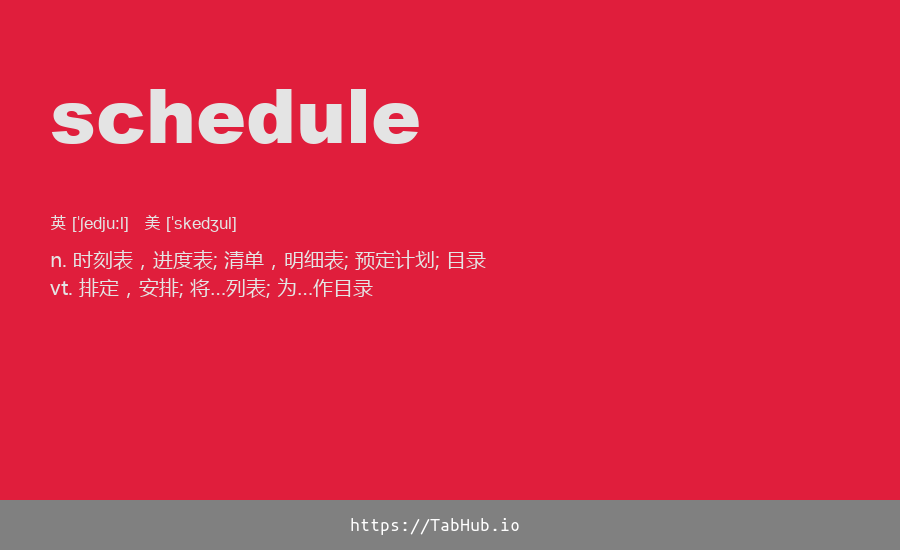 schedule
英 [ˈʃedjuːl] 美 [ˈskedʒul]
n. 时刻表，进度表; 清单，明细表; 预定计划; 目录
vt. 排定，安排; 将…列表; 为…作目录
https://TabHub.io